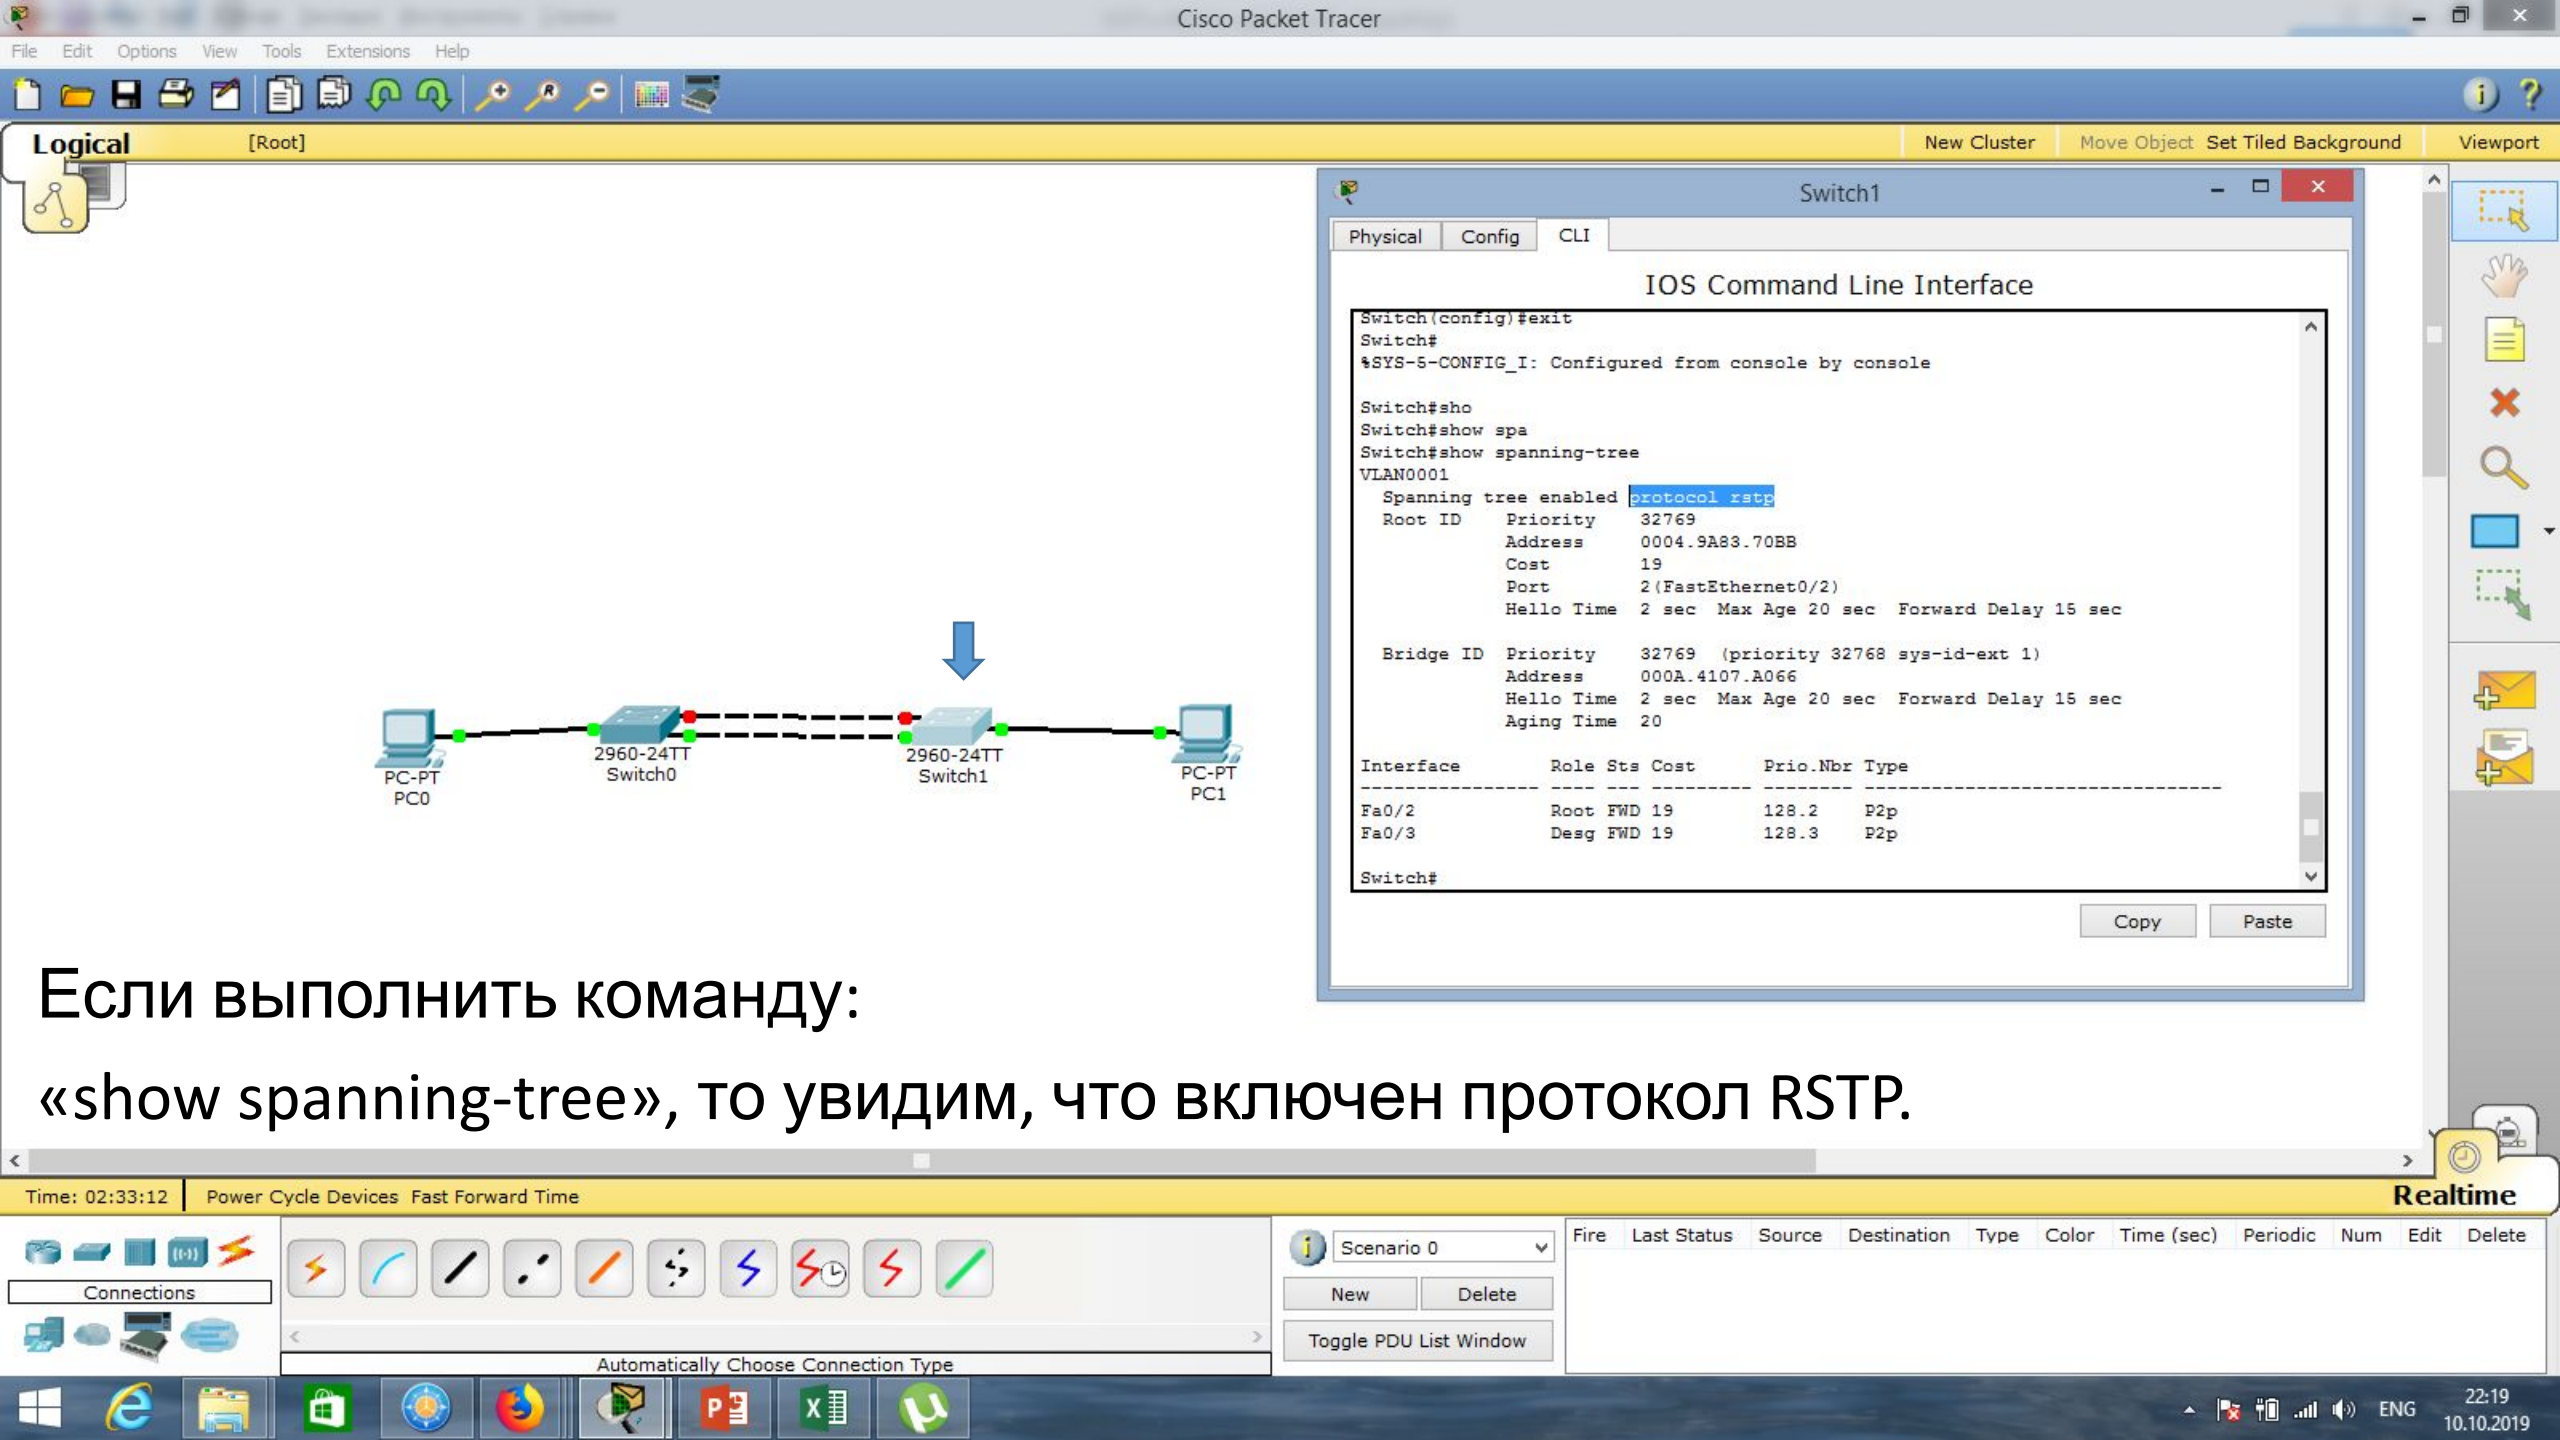 Cisco Packet Tracer
File Edit Options View Tools Extensions Help
Logical [Root] New Cluster Move Object Set Tiled Background Viewport
Switch1
Physical Config CLI
IOS Command Line Interface
Switch(config)#exit
Switch#
%SYS-5-CONFIG_I: Configured from console by console
Switch#sho
Switch#show spa
Switch#show spanning-tree
VLAN0001
Spanning tree enabled protocol rstp
Root ID Priority 32769
Address 0004.9A83.70BB
Cost 19
Port 2(FastEthernet0/2)
Hello Time 2 sec Max Age 20 sec Forward Delay 15 sec
Bridge ID Priority 32769 (priority 32768 sys-id-ext 1)
Address 000A.4107.A066
Hello Time 2 sec Max Age 20 sec Forward Delay 15 sec
Aging Time 20
Interface Role Sts Cost Prio.Nbr Type
---------------- ---- --- --------- -------- --------------------------------
Fa0/2 Root FWD 19 128.2 P2p
Fa0/3 Desg FWD 19 128.3 P2p
Switch#
Copy Paste
PC-PT
PC0
2960-24TT
Switch0
2960-24TT
Switch1
PC-PT
PC1
Если выполнить команду:
«show spanning-tree», то увидим, что включен протокол RSTP.
Time: 02:33:12 Power Cycle Devices Fast Forward Time Realtime
Connections
Automatically Choose Connection Type
Scenario 0
New Delete
Toggle PDU List Window
Fire Last Status Source Destination Type Color Time (sec) Periodic Num Edit Delete
ENG
22:19
10.10.2019